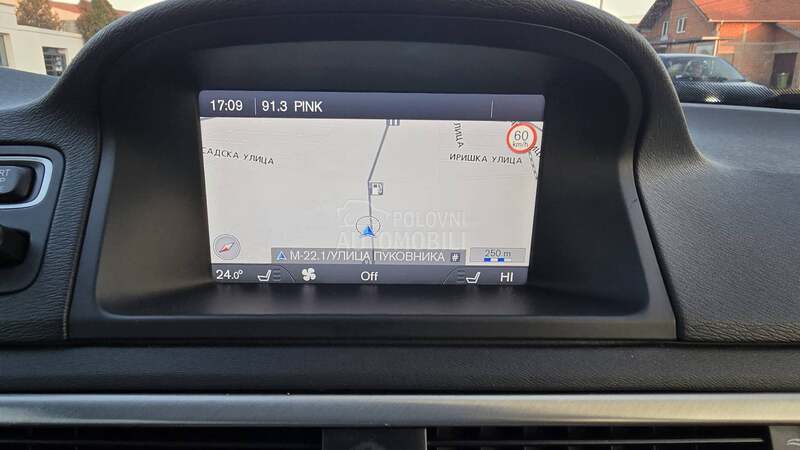 17:09 91.3 PINK
60
km/h
САДСКА УЛИЦА
УЛИЦА
ИРИШКА УЛИЦА
POLOVNI
AUTOMOBILI
М-22.1/УЛИЦА ПУКОВНИКА #
250 m
24.0° Off HI